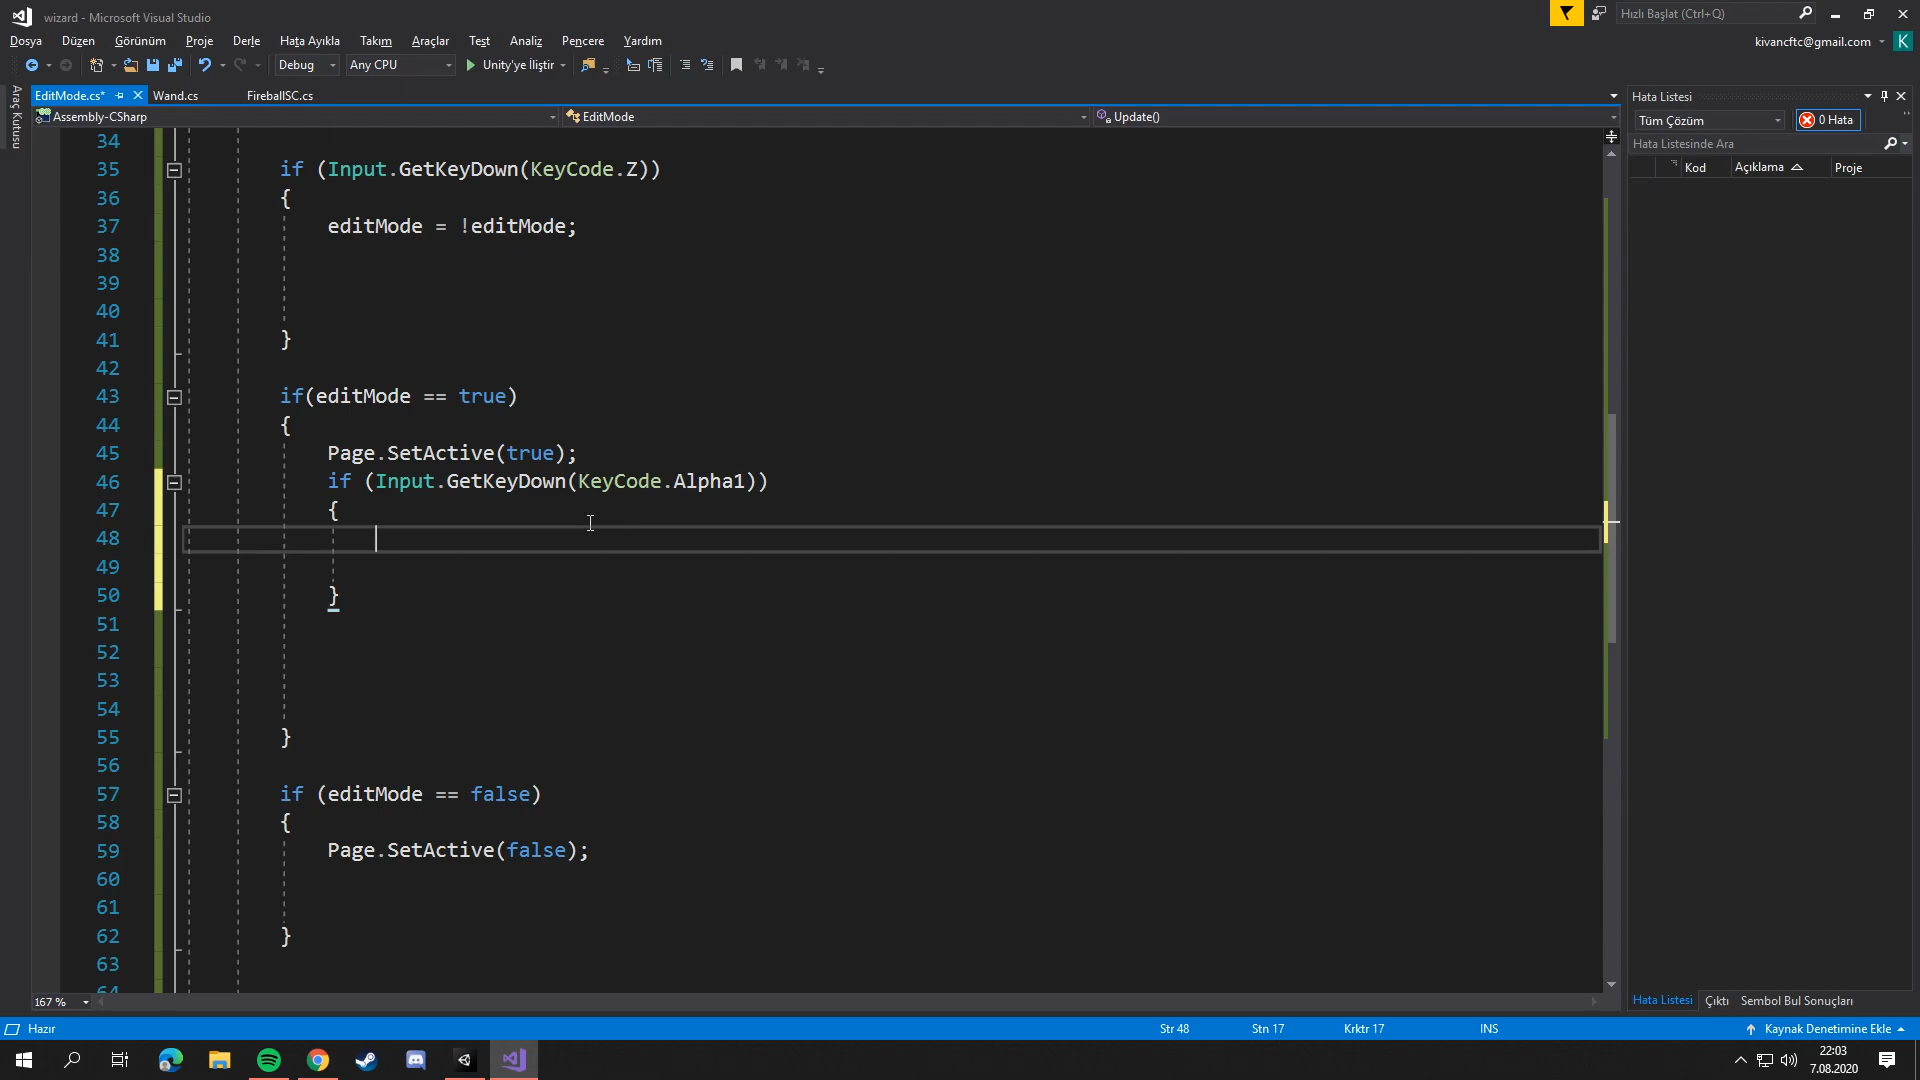 wizard - Microsoft Visual Studio
Hızlı Başlat (Ctrl+Q)
Dosya Düzen Görünüm Proje Derle Hata Ayıkla Takım Araçlar Test Analiz Pencere Yardım
kivancftc@gmail.com K
Debug Any CPU Unity'ye İliştir
Araç Kutusu
EditMode.cs* Wand.cs FireballSC.cs
Assembly-CSharp EditMode Update()
34
35 if (Input.GetKeyDown(KeyCode.Z))
36 {
37 editMode = !editMode;
38
39
40
41 }
42
43 if(editMode == true)
44 {
45 Page.SetActive(true);
46 if (Input.GetKeyDown(KeyCode.Alpha1))
47 {
48
49
50 }
51
52
53
54
55 }
56
57 if (editMode == false)
58 {
59 Page.SetActive(false);
60
61
62 }
63
64
167 %
Hata Listesi
Tüm Çözüm 0 Hata
Hata Listesinde Ara
Kod Açıklama Proje
Hata Listesi Çıktı Sembol Bul Sonuçları
Hazır Str 48 Stn 17 Krktr 17 INS Kaynak Denetimine Ekle
22:03
7.08.2020